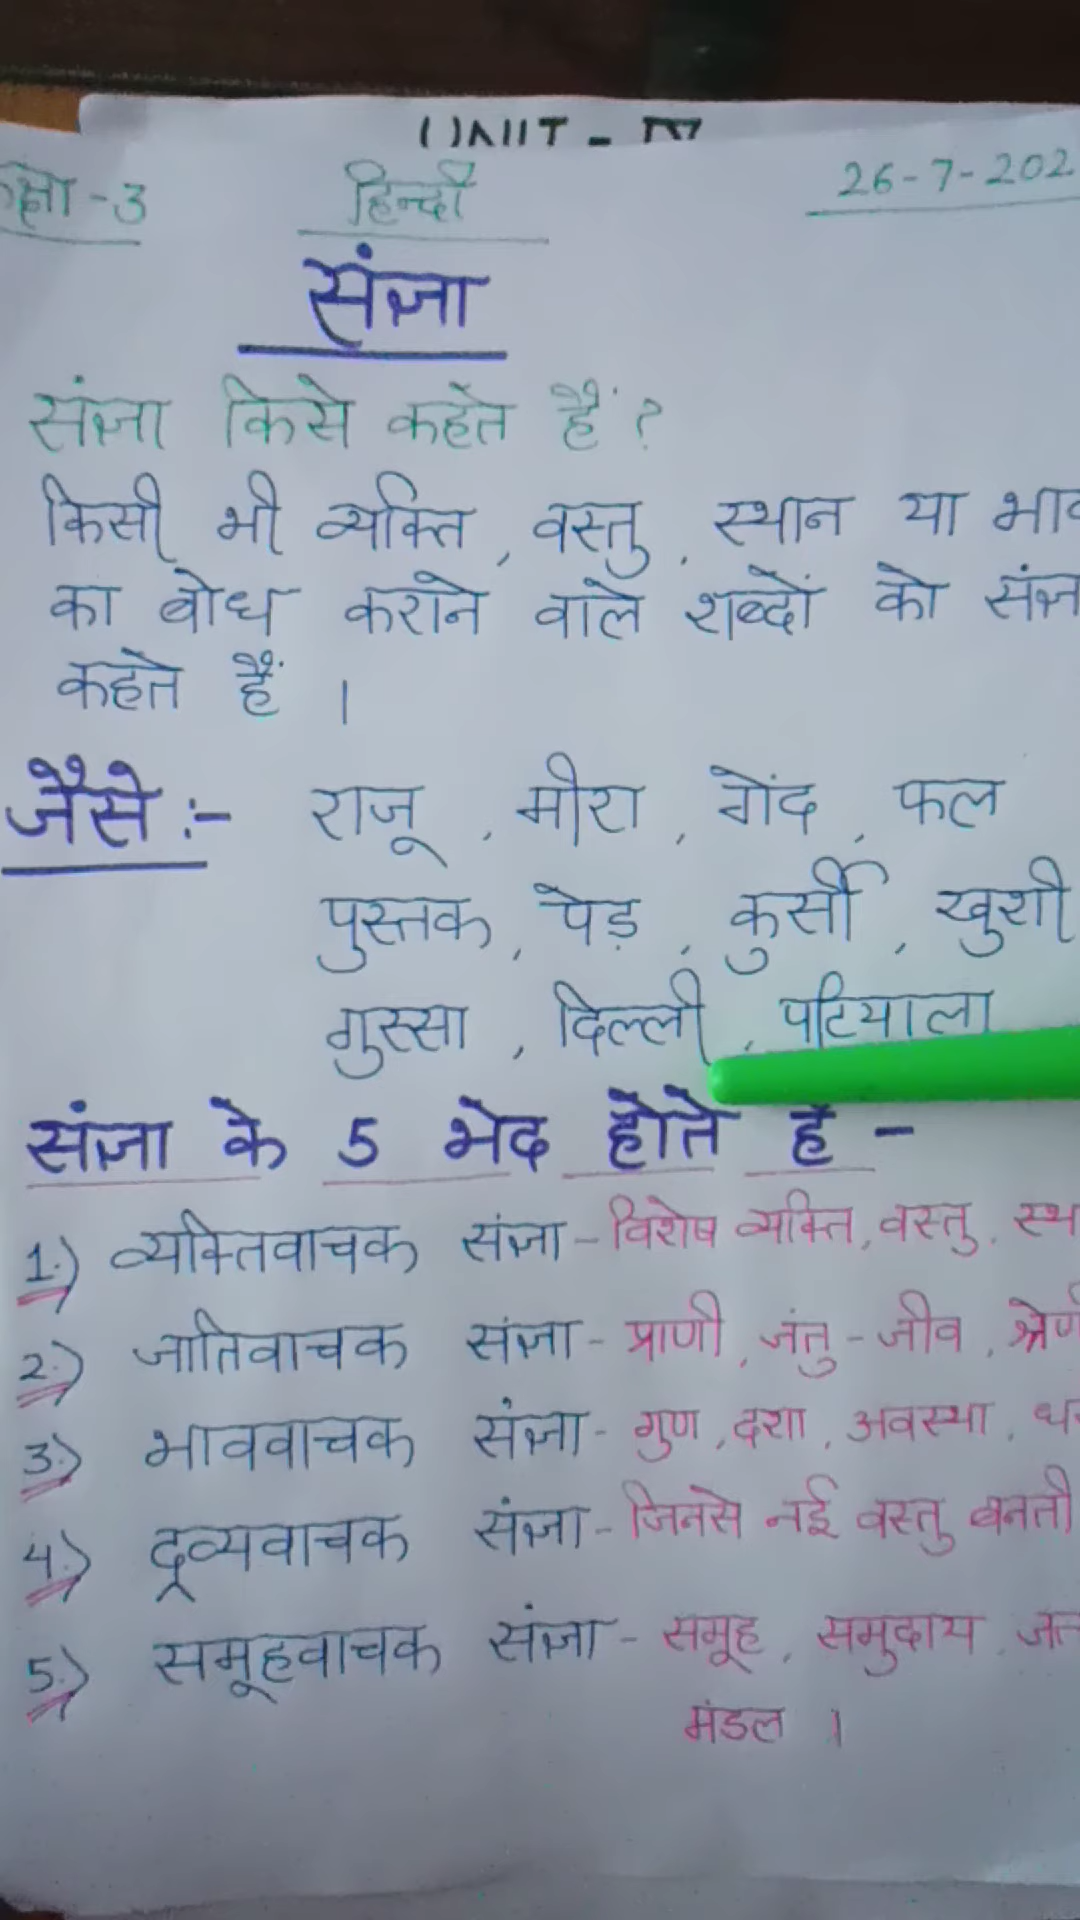 UNIT - III
कक्षा -3 हिन्दी 26-7-202
संज्ञा
संज्ञा किसे कहते हैं ?
किसी भी व्यक्ति , वस्तु , स्थान या भाव
का बोध कराने वाले शब्दों को संज्ञा
कहते हैं ।
जैसे :- राजू , मीरा , गेंद , फल
पुस्तक , पेड़ , कुर्सी , खुशी
गुस्सा , दिल्ली , पटियाला
संज्ञा के 5 भेद होते हैं -
1.) व्यक्तिवाचक संज्ञा - विशेष व्यक्ति , वस्तु , स्था
2.) जातिवाचक संज्ञा - प्राणी , जंतु - जीव , श्रेणी
3.) भाववाचक संज्ञा - गुण , दशा , अवस्था ,
4.) द्रव्यवाचक संज्ञा - जिनसे नई वस्तु बनती
5.) समूहवाचक संज्ञा - समूह , समुदाय ,
मंडल ।